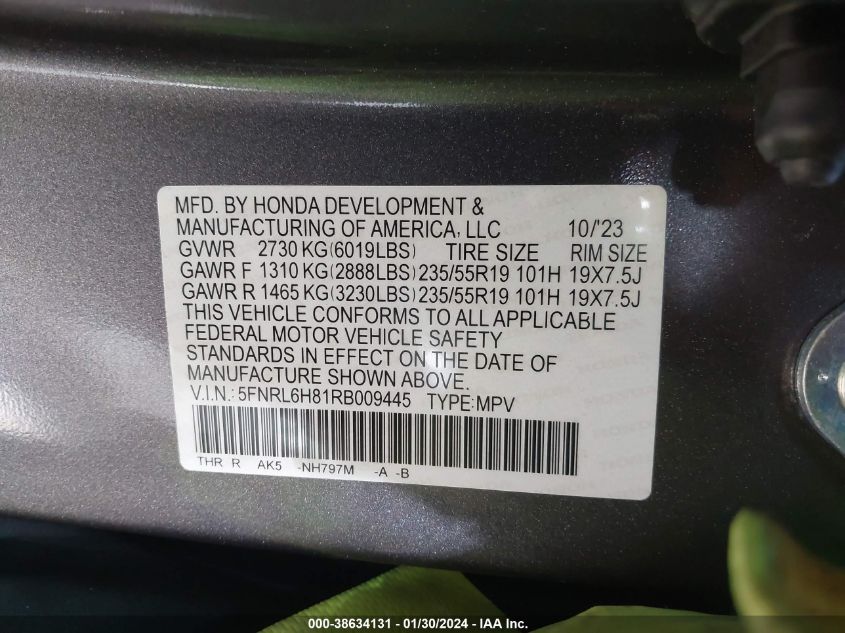 MFD. BY HONDA DEVELOPMENT &
MANUFACTURING OF AMERICA, LLC 10/'23
GVWR 2730 KG(6019LBS) TIRE SIZE RIM SIZE
GAWR F 1310 KG(2888LBS) 235/55R19 101H 19X7.5J
GAWR R 1465 KG(3230LBS) 235/55R19 101H 19X7.5J
THIS VEHICLE CONFORMS TO ALL APPLICABLE
FEDERAL MOTOR VEHICLE SAFETY
STANDARDS IN EFFECT ON THE DATE OF
MANUFACTURE SHOWN ABOVE.
V.I.N.: 5FNRL6H81RB009445 TYPE:MPV
THR R AK5 -NH797M -A -B
000-38634131 - 01/30/2024 - IAA Inc.